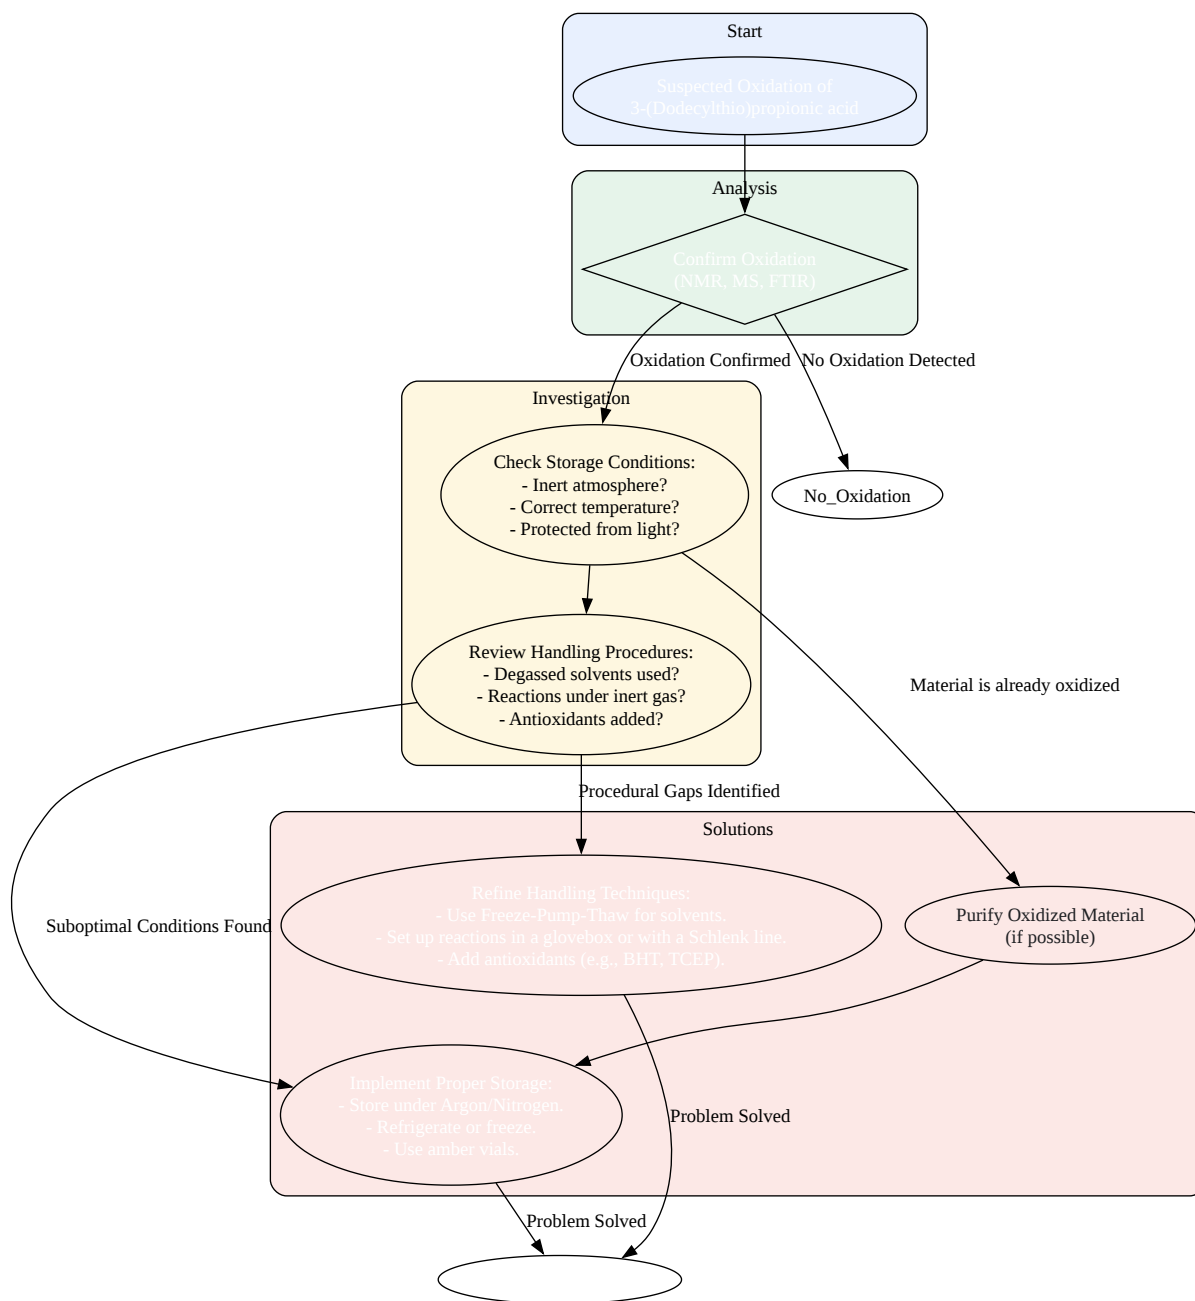 Start
Suspected Oxidation of
3-(Dodecylthio)propionic acid
Analysis
Confirm Oxidation
(NMR, MS, FTIR)
Oxidation Confirmed
No Oxidation Detected
Investigation
Check Storage Conditions:
- Inert atmosphere?
- Correct temperature?
- Protected from light?
No_Oxidation
Review Handling Procedures:
- Degassed solvents used?
- Reactions under inert gas?
- Antioxidants added?
Material is already oxidized
Procedural Gaps Identified
Solutions
Refine Handling Techniques:
- Use Freeze-Pump-Thaw for solvents.
- Set up reactions in a glovebox or with a Schlenk line.
- Add antioxidants (e.g., BHT, TCEP).
Purify Oxidized Material
(if possible)
Suboptimal Conditions Found
Implement Proper Storage:
- Store under Argon/Nitrogen.
- Refrigerate or freeze.
- Use amber vials.
Problem Solved
Problem Solved